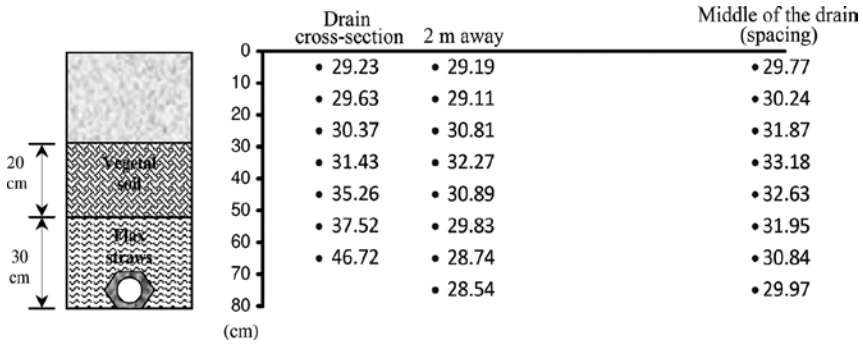 Drain
cross-section
2 m away
Middle of the drain
(spacing)
0
10
20
30
40
50
60
70
80
(cm)
• 29.23 • 29.19 • 29.77
• 29.63 • 29.11 • 30.24
• 30.37 • 30.81 • 31.87
• 31.43 • 32.27 • 33.18
• 35.26 • 30.89 • 32.63
• 37.52 • 29.83 • 31.95
• 46.72 • 28.74 • 30.84
• 28.54 • 29.97
20
cm
Vegetal
soil
30
cm
Flax
straws